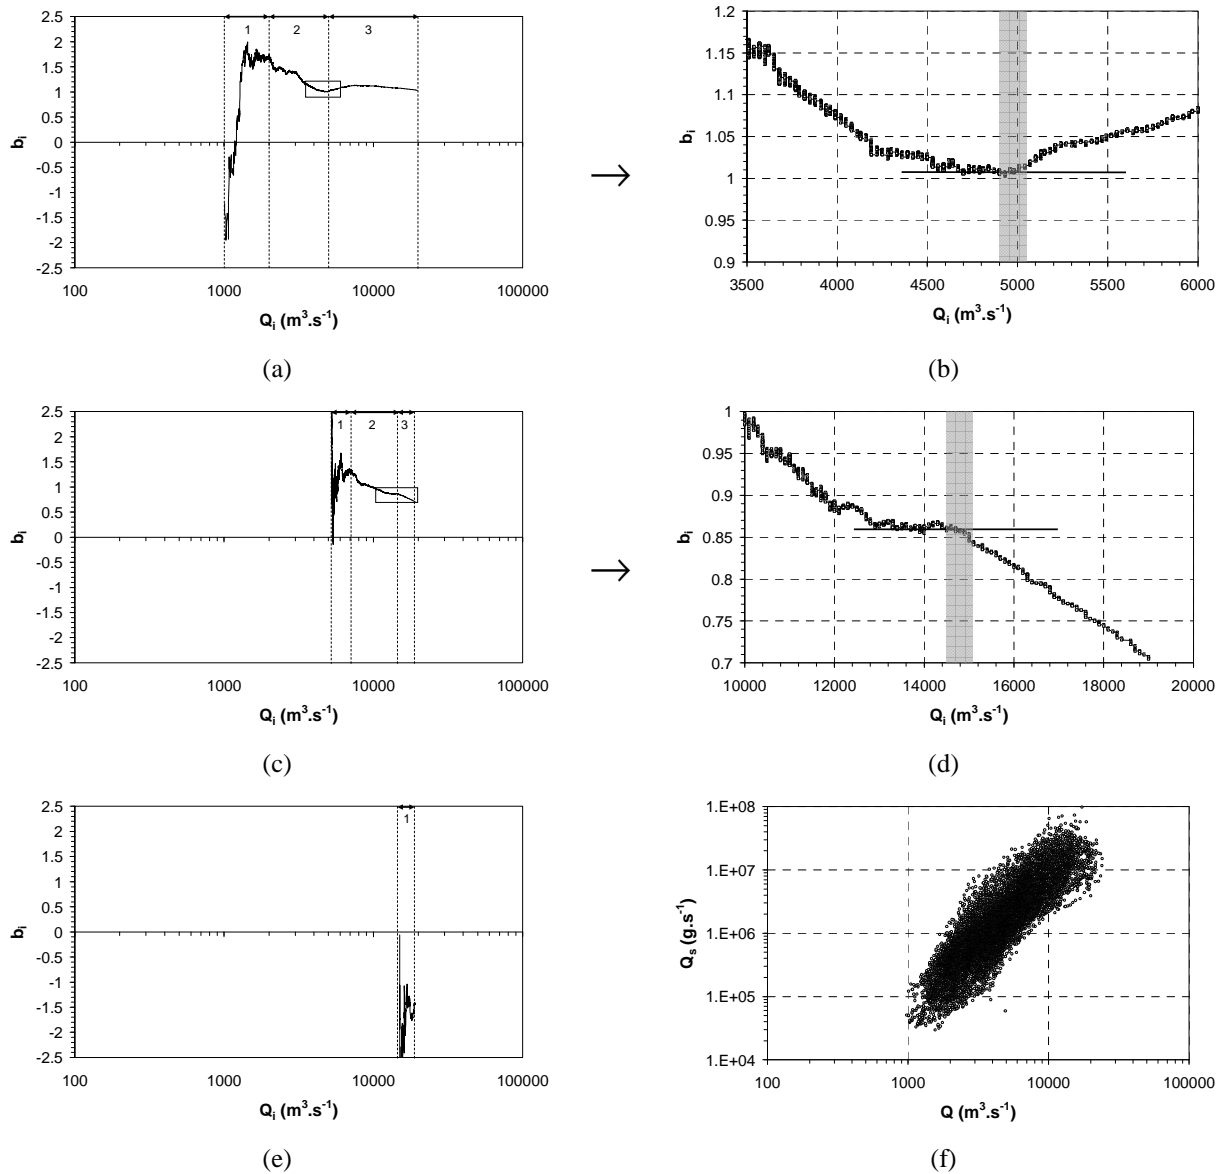 2.5
2
1.5
1
0.5
0
-0.5
-1
-1.5
-2
-2.5
b_i
1 2 3
100 1000 10000 100000
Q_i (m³.s⁻¹)
(a)
→
1.2
1.15
1.1
1.05
1
0.95
0.9
b_i
3500 4000 4500 5000 5500 6000
Q_i (m³.s⁻¹)
(b)
2.5
2
1.5
1
0.5
0
-0.5
-1
-1.5
-2
-2.5
b_i
1 2 3
100 1000 10000 100000
Q_i (m³.s⁻¹)
(c)
→
1
0.95
0.9
0.85
0.8
0.75
0.7
b_i
10000 12000 14000 16000 18000 20000
Q_i (m³.s⁻¹)
(d)
2.5
2
1.5
1
0.5
0
-0.5
-1
-1.5
-2
-2.5
b_i
1
100 1000 10000 100000
Q_i (m³.s⁻¹)
(e)
1.E+08
1.E+07
1.E+06
1.E+05
1.E+04
Q_s (g.s⁻¹)
100 1000 10000 100000
Q (m³.s⁻¹)
(f)